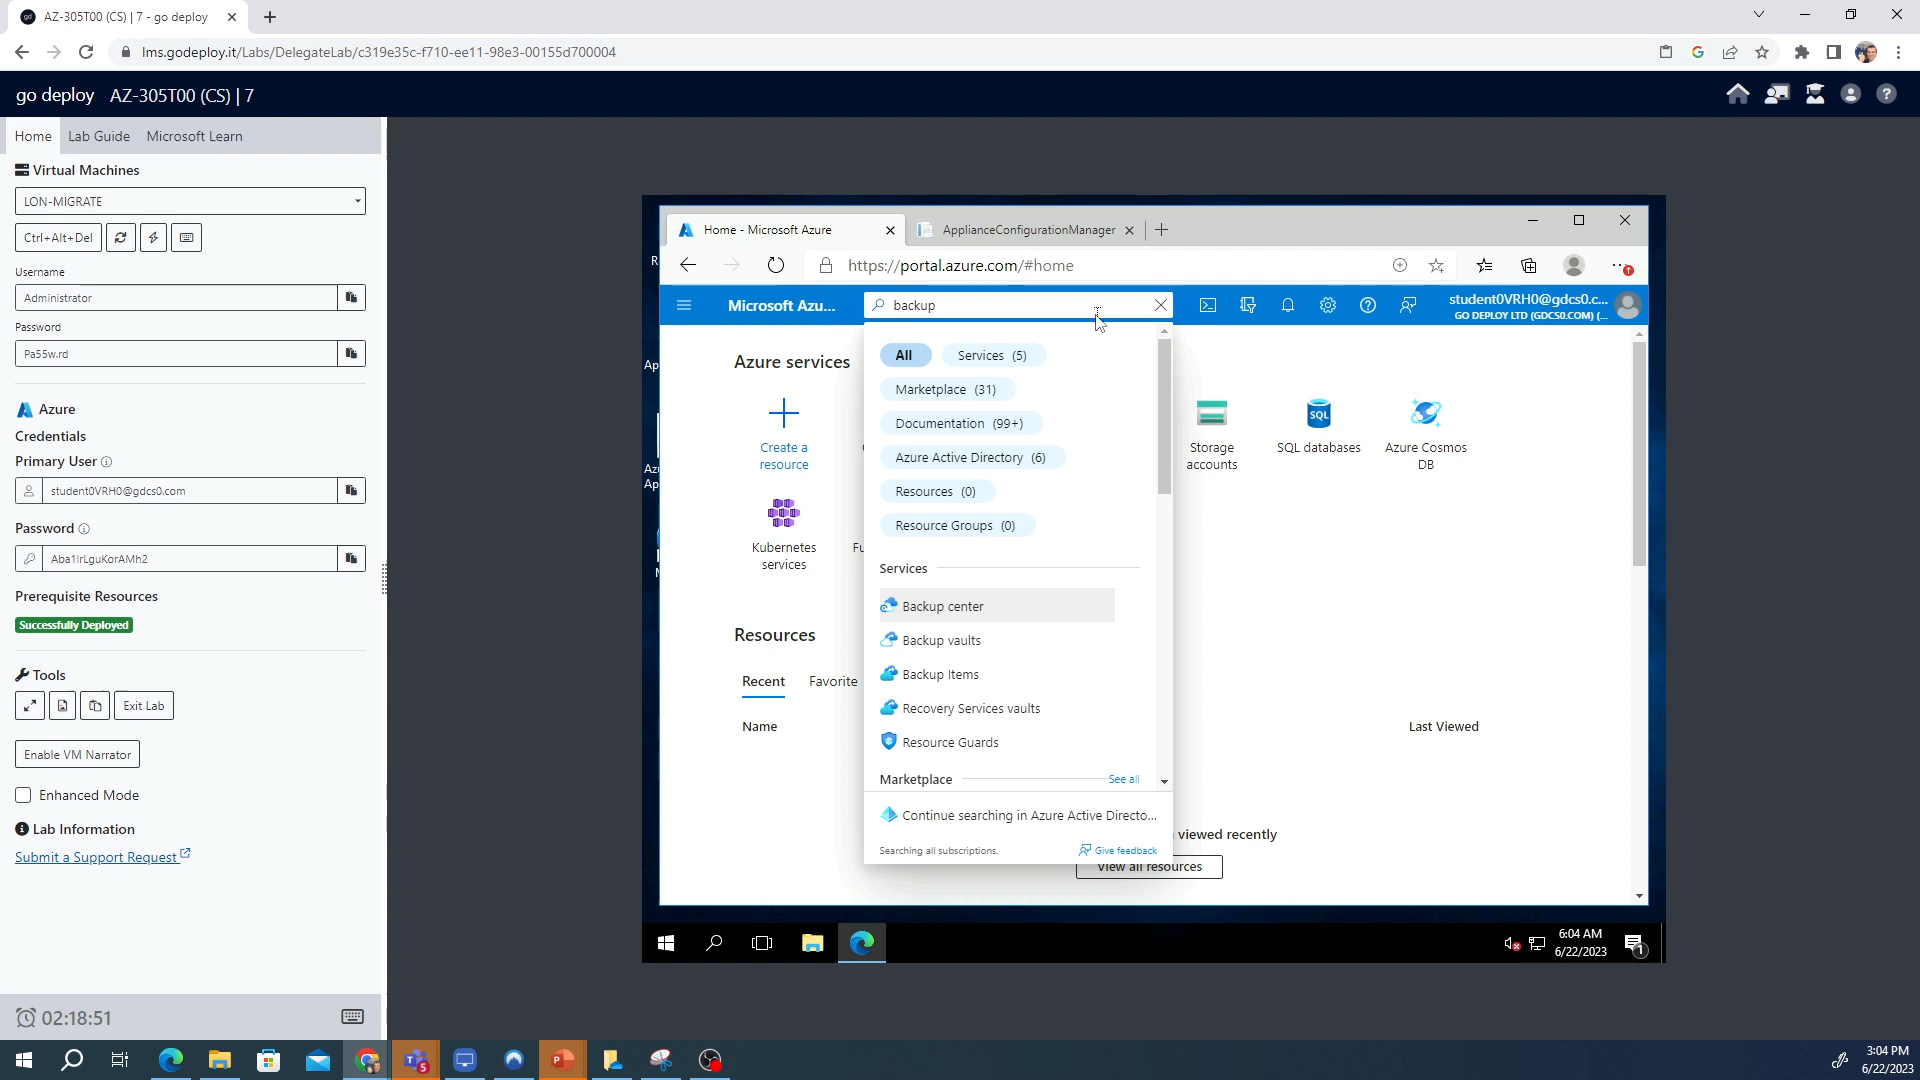 AZ-305T00 (CS) | 7 - go deploy
lms.godeploy.it/Labs/DelegateLab/c319e35c-f710-ee11-98e3-00155d700004
go deploy AZ-305T00 (CS) | 7
Home Lab Guide Microsoft Learn
Virtual Machines
LON-MIGRATE
Ctrl+Alt+Del
Username
Administrator
Password
Pa55w.rd
Azure
Credentials
Primary User
student0VRH0@gdcs0.com
Password
Prerequisite Resources
Successfully Deployed
Tools
Exit Lab
Enable VM Narrator
Enhanced Mode
Lab Information
Submit a Support Request
02:18:51
Home - Microsoft Azure
ApplianceConfigurationManager
https://portal.azure.com/#home
Microsoft Azu...
backup
student0VRH0@gdcs0.c...
GO DEPLOY LTD (GDCS0.COM) (...
R
Ap
Az
Ap
Azure services
Create a
resource
Storage
accounts
SQL databases
Azure Cosmos
DB
Kubernetes
services
Fu
Resources
Recent Favorite
Name
Last Viewed
viewed recently
View all resources
All
Services (5)
Marketplace (31)
Documentation (99+)
Azure Active Directory (6)
Resources (0)
Resource Groups (0)
Services
Backup center
Backup vaults
Backup Items
Recovery Services vaults
Resource Guards
Marketplace
See all
Continue searching in Azure Active Directo...
Searching all subscriptions.
Give feedback
6:04 AM
6/22/2023
1
5
3:04 PM
6/22/2023